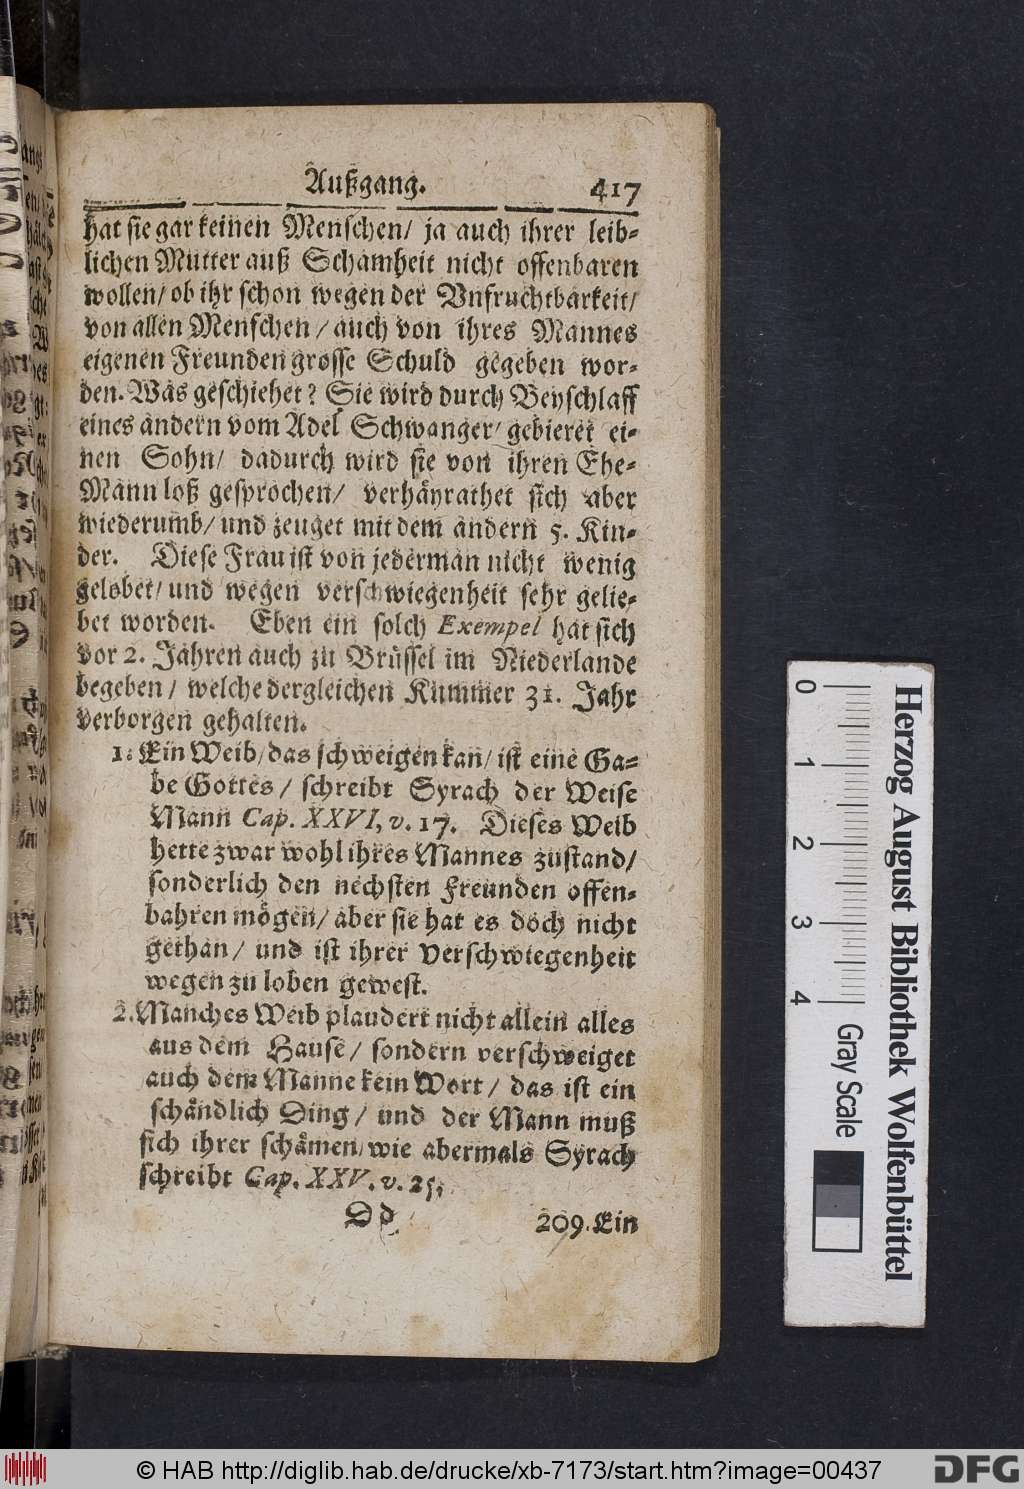 Außgang. 417
hat sie gar keinen Menschen/ ja auch ihrer leib-
lichen Mutter auß Schamheit nicht offenbaren
wollen/ ob ihr schon wegen der Vnfruchtbarkeit/
von allen Menschen/ auch von ihres Mannes
eigenen Freunden grosse Schuld gegeben wor-
den. Was geschiehet? Sie wird durch Beyschlaff
eines andern vom Adel Schwanger/ gebieret ei-
nen Sohn/ dadurch wird sie von ihren Ehe-
Mann loß gesprochen/ verhäyrathet sich aber
wiederumb/ und zeuget mit dem andern 5. Kin-
der. Diese Frau ist von jederman nicht wenig
gelobet/ und wegen verschwiegenheit sehr gelie-
bet worden. Eben ein solch Exempel hat sich
vor 2. Jahren auch zu Brüssel im Niederlande
begeben/ welche dergleichen Kummer 31. Jahr
verborgen gehalten.
1. Ein Weib/ das schweigen kan/ ist eine Ga-
be Gottes/ schreibt Syrach der Weise
Mann Cap. XXVI, v. 17. Dieses Weib
hette zwar wohl ihres Mannes zustand/
sonderlich den nechsten Freunden offen-
bahren mögen/ aber sie hat es doch nicht
gethan/ und ist ihrer Verschwiegenheit
wegen zu loben gewest.
2. Manches Weib plaudert nicht allein alles
aus dem Hause/ sondern verschweiget
auch dem Manne kein Wort/ das ist ein
schändlich Ding/ und der Mann muß
sich ihrer schämen/ wie abermals Syrach
schreibt Cap. XXV. v. 25.
Dd 209. Ein
0 1 2 3 4 Gray Scale
Herzog August Bibliothek Wolfenbüttel
© HAB http://diglib.hab.de/drucke/xb-7173/start.htm?image=00437
DFG